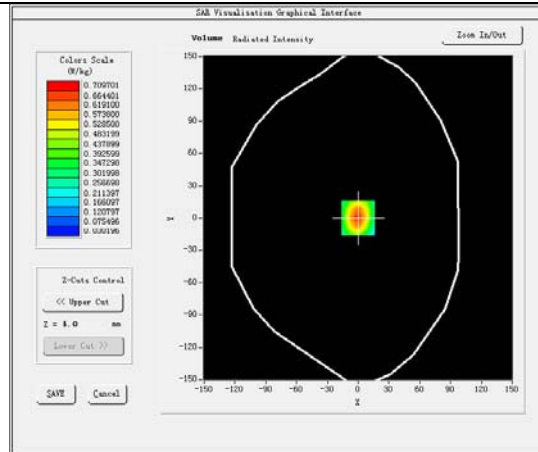 SAR Visualisation Graphical Interface
Volume Radiated Intensity
Zoom In/Out
Colors Scale
(W/kg)
0.709701
0.664401
0.619100
0.573800
0.528500
0.483199
0.437899
0.392599
0.347298
0.301998
0.256698
0.211397
0.166097
0.120797
0.075496
0.030196
Z-Cuts Control
<< Upper Cut
Z = 4.0 mm
Lower Cut >>
SAVE
Cancel
150
120
90
60
30
0
-30
-60
-90
-120
-150
Y
-150 -120 -90 -60 -30 0 30 60 90 120 150